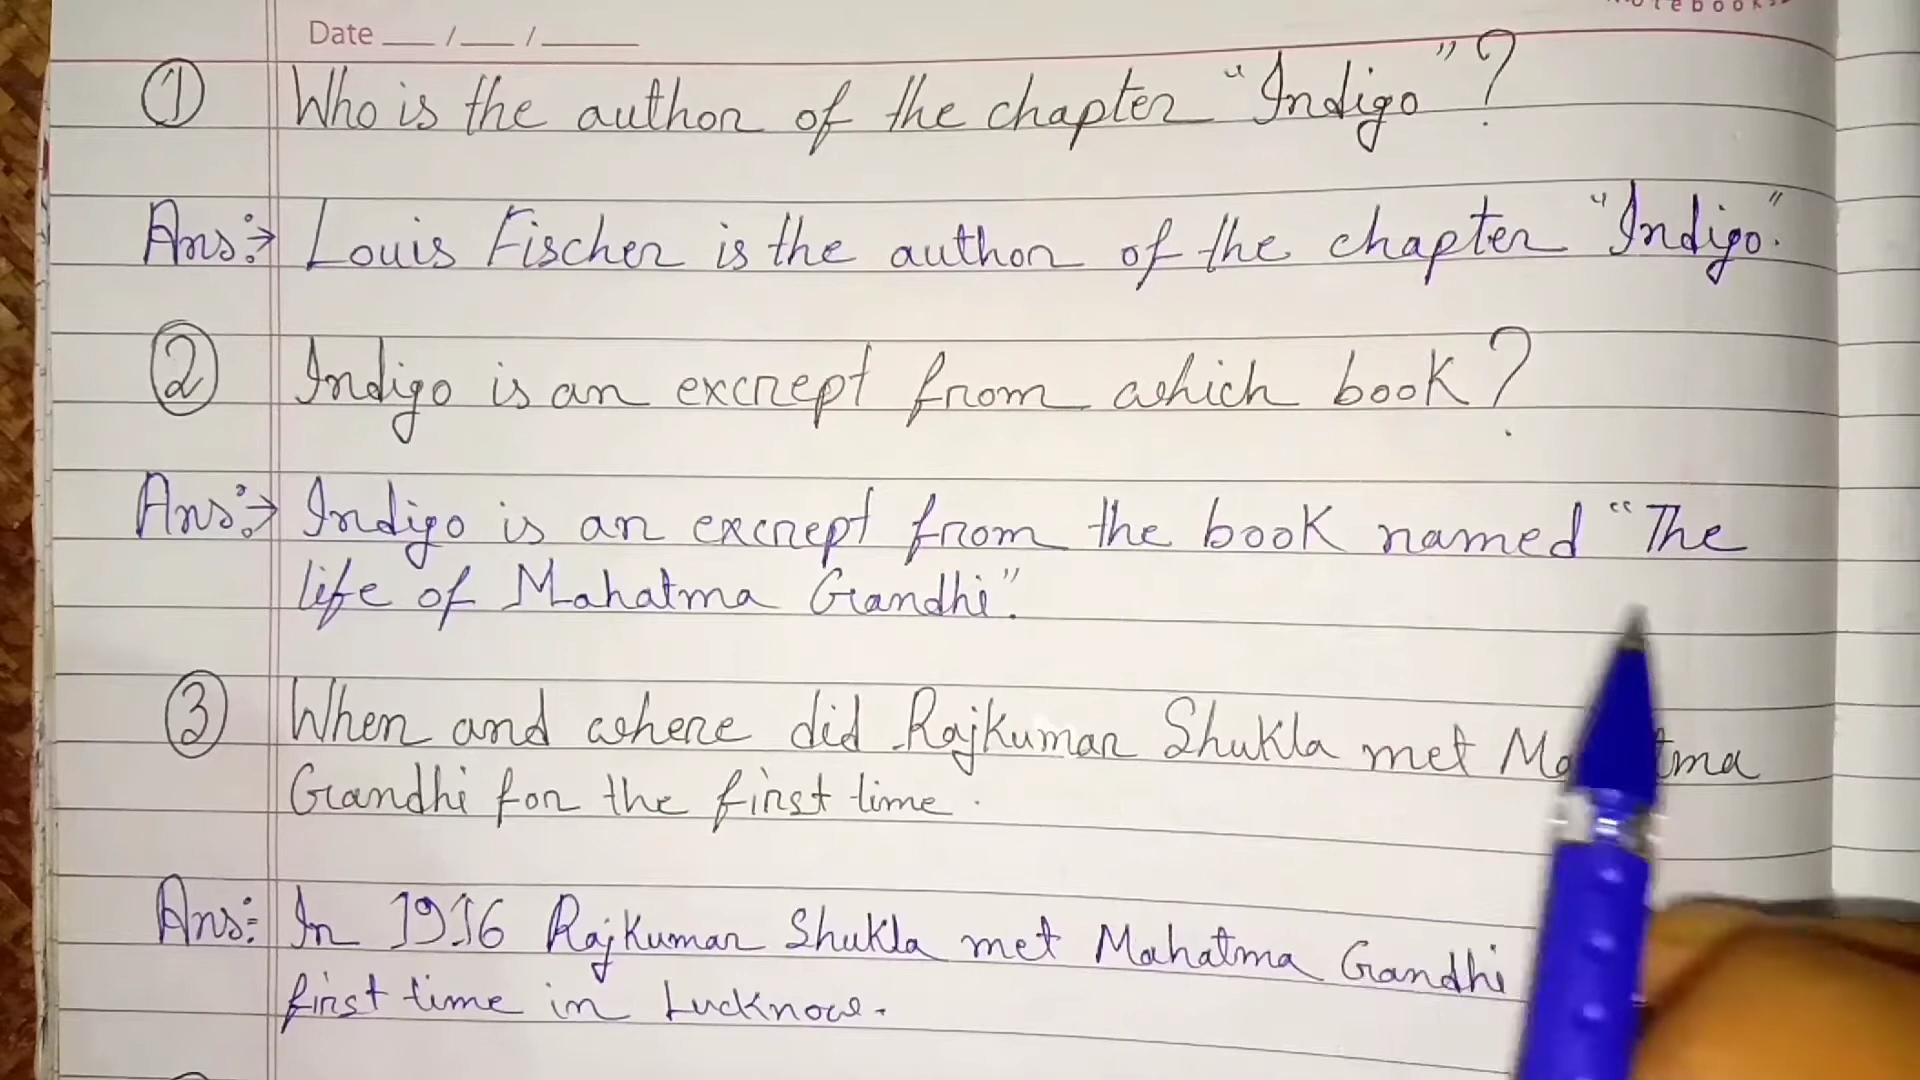 Date ___ / ___ / ______
① Who is the author of the chapter "Indigo"?
Ans:→ Louis Fischer is the author of the chapter "Indigo."
② Indigo is an excrept from which book?
Ans:→ Indigo is an excrept from the book named "The
life of Mahatma Gandhi".
③ When and where did Rajkumar Shukla met
Gandhi for the first time.
Ans:- In 1916 Rajkumar Shukla met Mahatma Gandhi
first time in Lucknow.